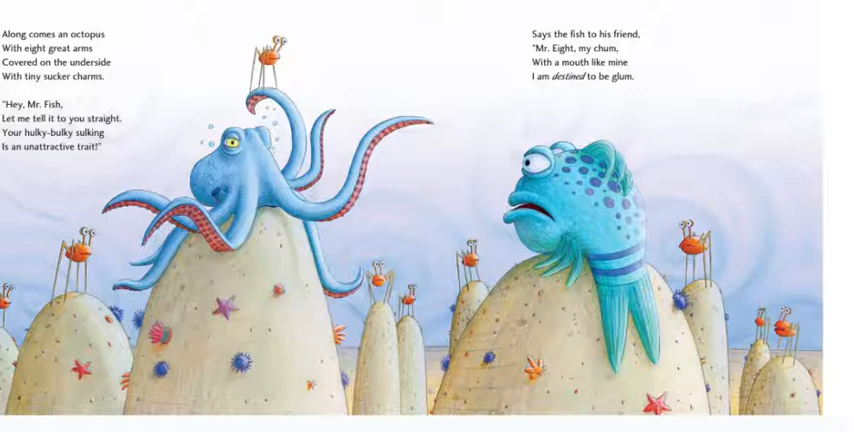 Along comes an octopus
With eight great arms
Covered on the underside
With tiny sucker charms.
"Hey, Mr. Fish,
Let me tell it to you straight.
Your hulky-bulky sulking
Is an unattractive trait!"
Says the fish to his friend,
"Mr. Eight, my chum,
With a mouth like mine
I am destined to be glum.